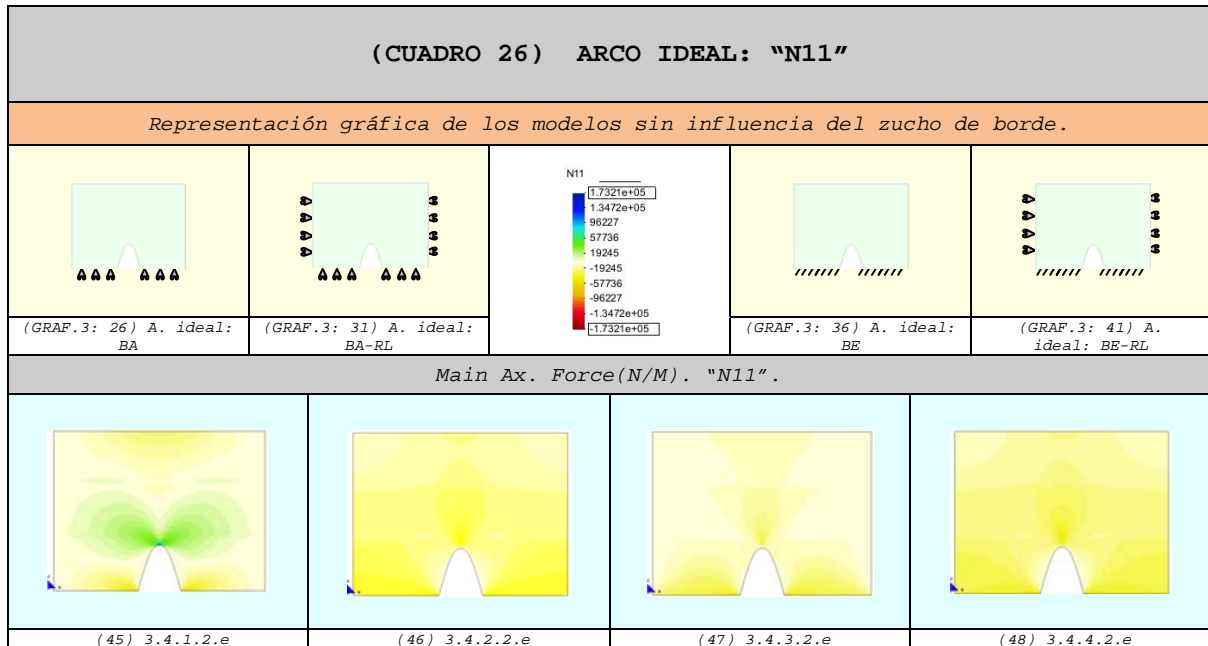 (CUADRO 26) ARCO IDEAL: “N11”
Representación gráfica de los modelos sin influencia del zucho de borde.
N11
1.7321e+05
1.3472e+05
96227
57736
19245
-19245
-57736
-96227
-1.3472e+05
-1.7321e+05
(GRAF.3: 26) A. ideal:
BA
(GRAF.3: 31) A. ideal:
BA-RL
(GRAF.3: 36) A. ideal:
BE
(GRAF.3: 41) A.
ideal: BE-RL
Main Ax. Force(N/M). “N11”.
(45) 3.4.1.2.e
(46) 3.4.2.2.e
(47) 3.4.3.2.e
(48) 3.4.4.2.e